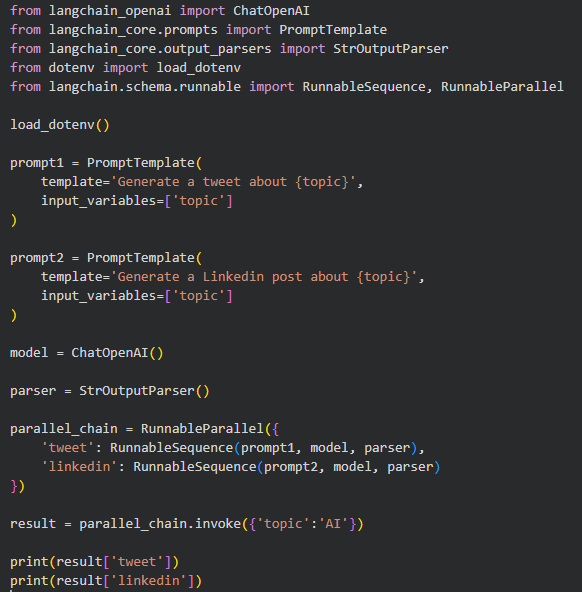 from langchain_openai import ChatOpenAI
from langchain_core.prompts import PromptTemplate
from langchain_core.output_parsers import StrOutputParser
from dotenv import load_dotenv
from langchain.schema.runnable import RunnableSequence, RunnableParallel

load_dotenv()

prompt1 = PromptTemplate(
    template='Generate a tweet about {topic}',
    input_variables=['topic']
)

prompt2 = PromptTemplate(
    template='Generate a Linkedin post about {topic}',
    input_variables=['topic']
)

model = ChatOpenAI()

parser = StrOutputParser()

parallel_chain = RunnableParallel({
    'tweet': RunnableSequence(prompt1, model, parser),
    'linkedin': RunnableSequence(prompt2, model, parser)
})

result = parallel_chain.invoke({'topic':'AI'})

print(result['tweet'])
print(result['linkedin'])